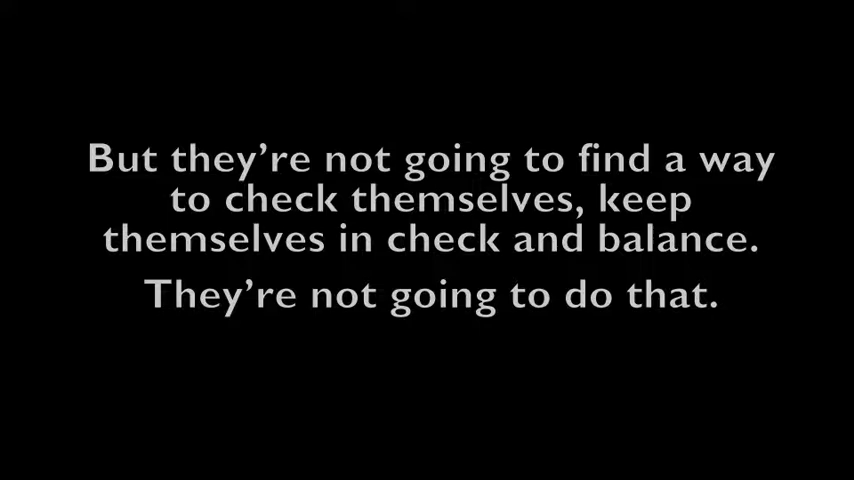 But they’re not going to find a way
to check themselves, keep
themselves in check and balance.
They’re not going to do that.